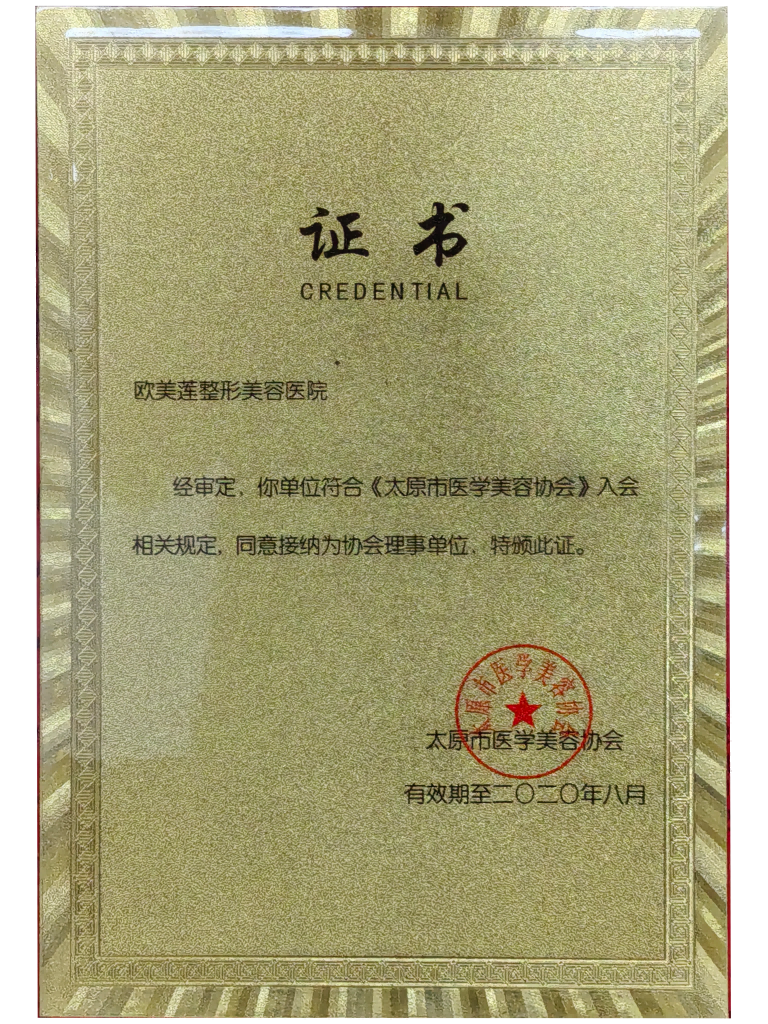 证书
CREDENTIAL
欧美莲整形美容医院
经审定，你单位符合《太原市医学美容协会》入会
相关规定，同意接纳为协会理事单位，特颁此证。
太原市医学美容协会
太原市医学美容协会
有效期至二〇二〇年八月